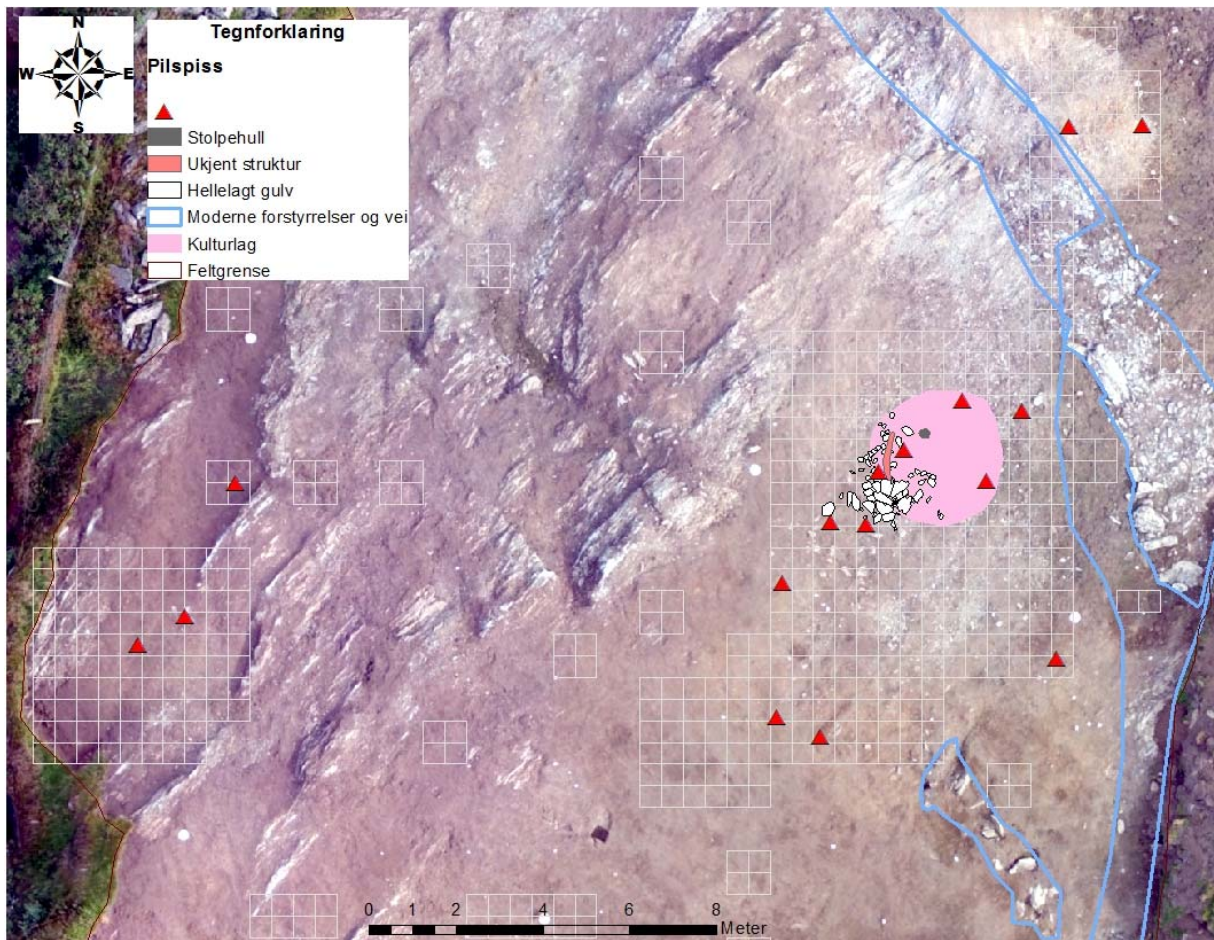 N
W E
S
Tegnforklaring
Pilspiss
Stolpehull
Ukjent struktur
Hellelagt gulv
Moderne forstyrrelser og vei
Kulturlag
Feltgrense
0 1 2 4 6 8
Meter